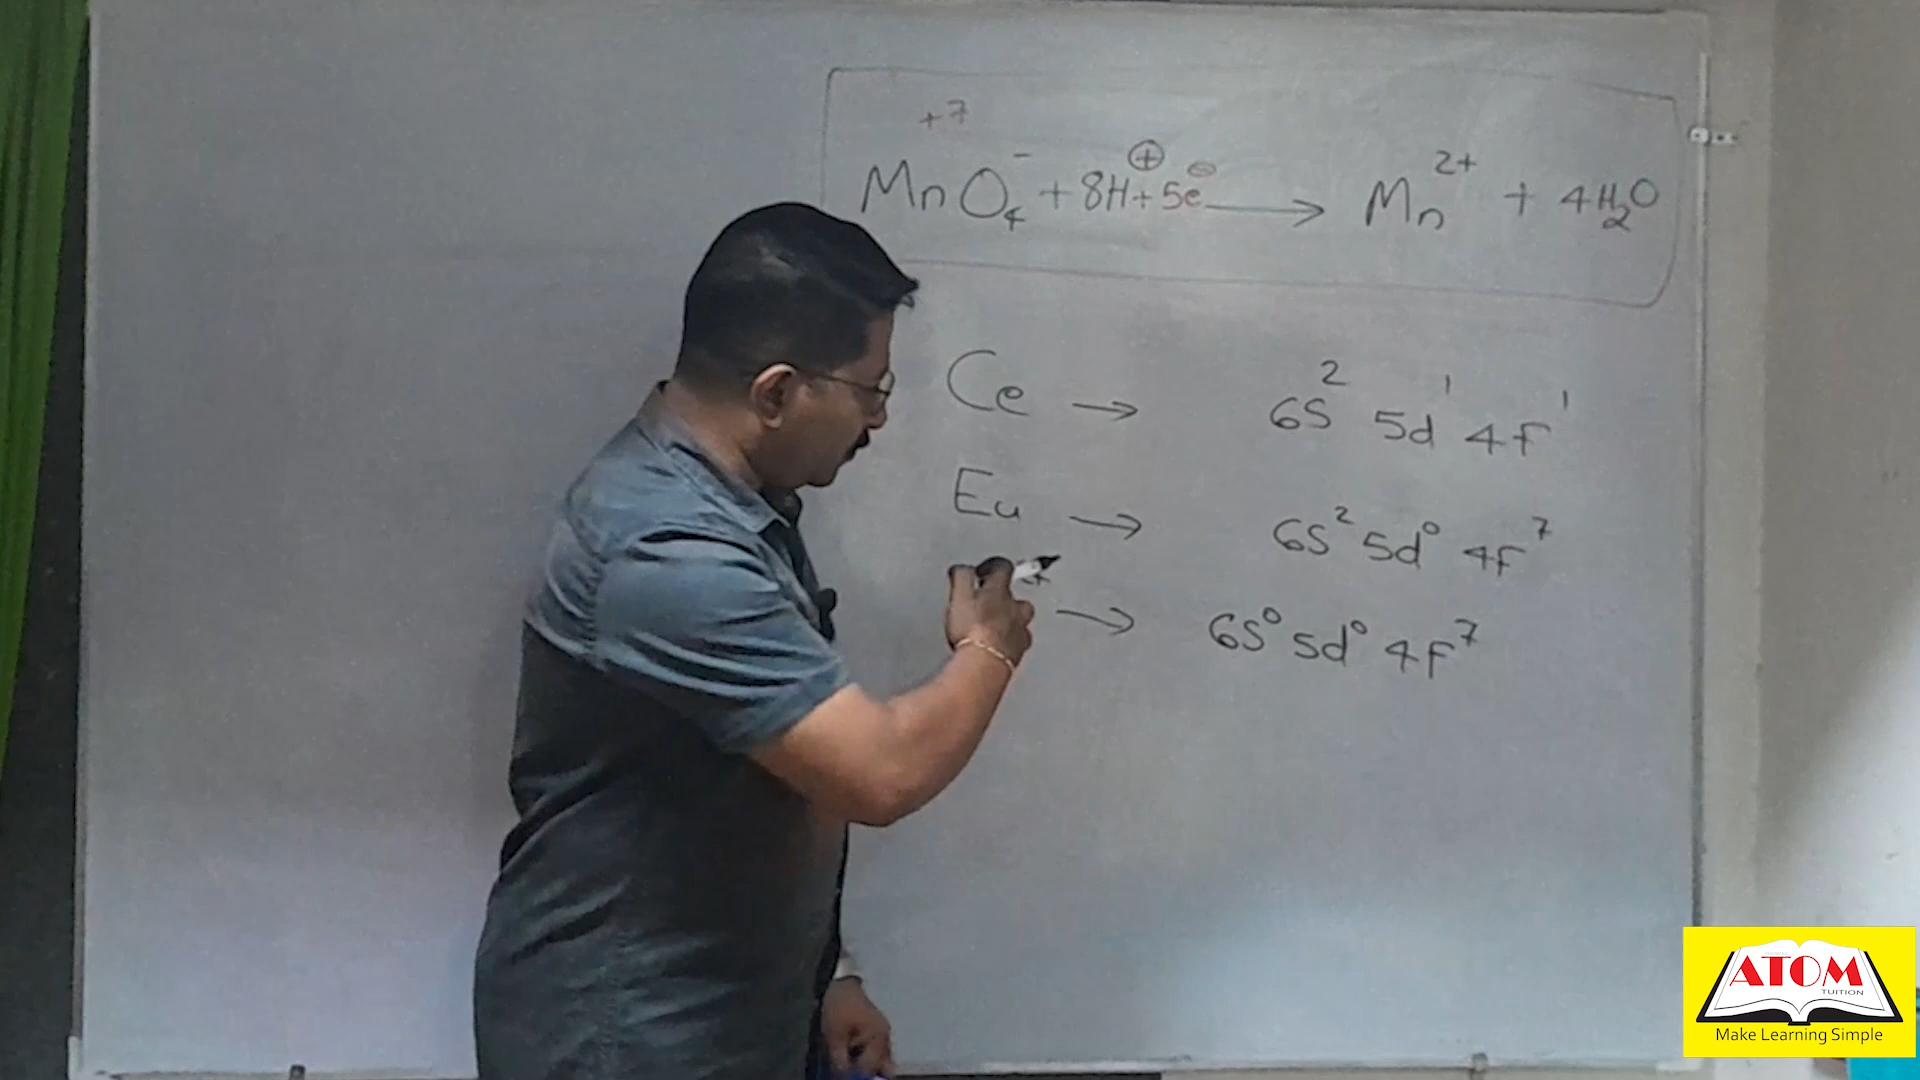 +7
MnO₄⁻ + 8H⊕ + 5e⊖ → Mn²⁺ + 4H₂O
Ce → 6s² 5d¹ 4f¹
Eu → 6s² 5d⁰ 4f⁷
→ 6s⁰ 5d⁰ 4f⁷
ATOM
TUITION
Make Learning Simple